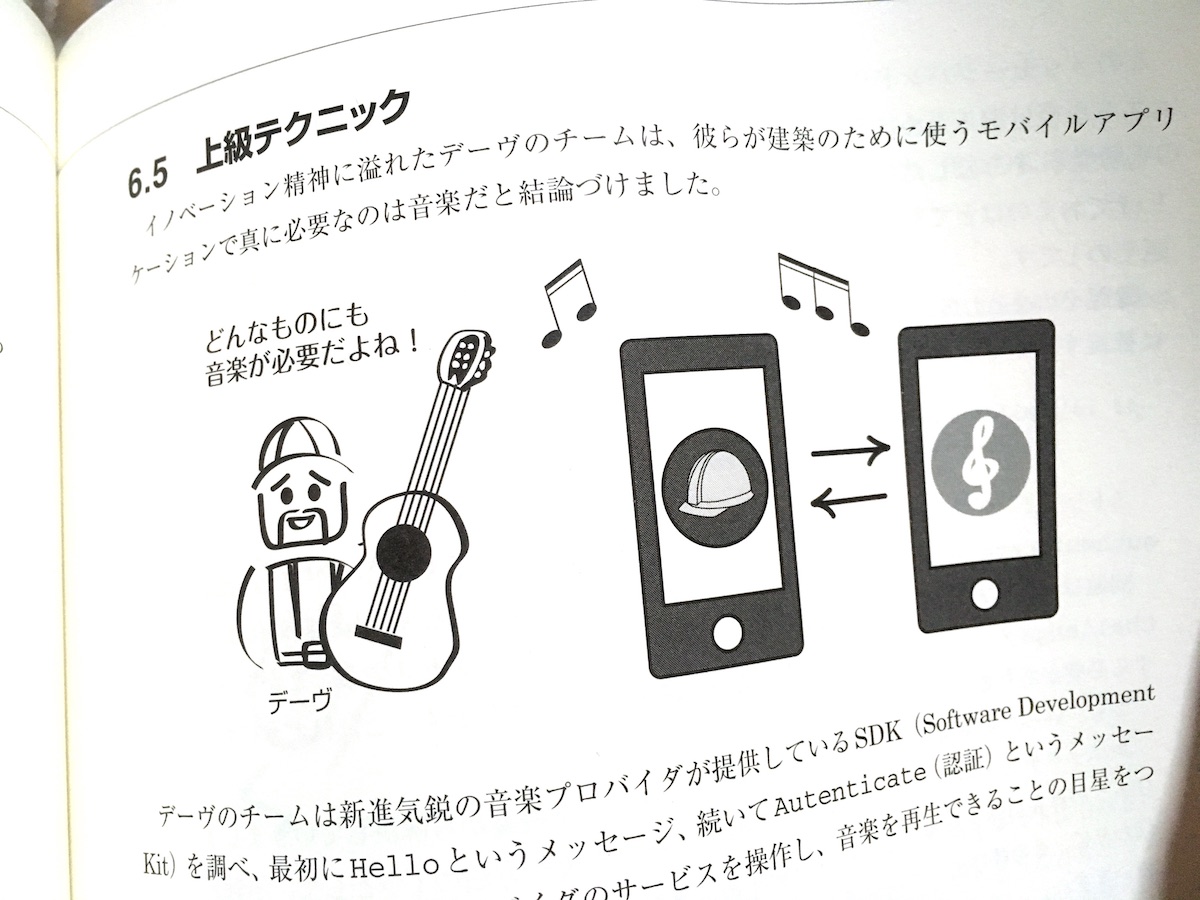 6.5 上級テクニック
イノベーション精神に溢れたデーヴのチームは、彼らが建築のために使うモバイルアプリ
ケーションで真に必要なのは音楽だと結論づけました。
どんなものにも
音楽が必要だよね！
デーヴ
デーヴのチームは新進気鋭の音楽プロバイダが提供しているSDK（Software Development
Kit）を調べ、最初にHelloというメッセージ、続いてAutenticate（認証）というメッセー
ダのサービスを操作し、音楽を再生できることの目星をつ